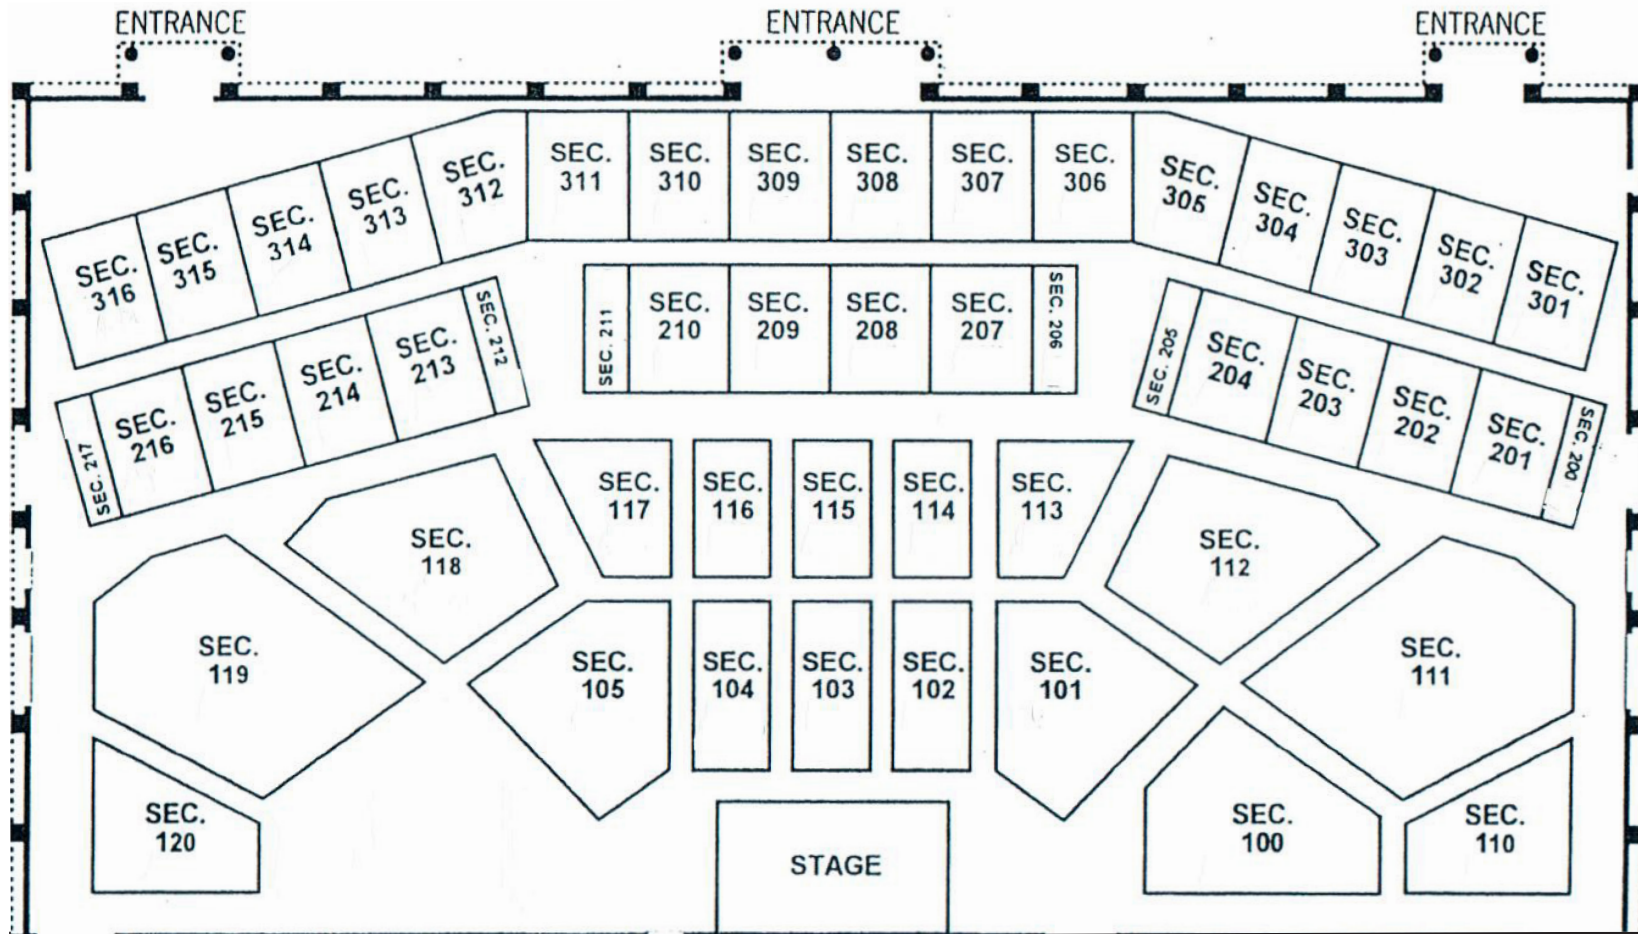 ENTRANCE
ENTRANCE
ENTRANCE
SEC.
316
SEC.
315
SEC.
314
SEC.
313
SEC.
312
SEC.
311
SEC.
310
SEC.
309
SEC.
308
SEC.
307
SEC.
306
SEC.
305
SEC.
304
SEC.
303
SEC.
302
SEC.
301
SEC. 217
SEC.
216
SEC.
215
SEC.
214
SEC.
213
SEC. 212
SEC. 211
SEC.
210
SEC.
209
SEC.
208
SEC.
207
SEC. 206
SEC. 205
SEC.
204
SEC.
203
SEC.
202
SEC.
201
SEC. 200
SEC.
119
SEC.
118
SEC.
117
SEC.
116
SEC.
115
SEC.
114
SEC.
113
SEC.
112
SEC.
111
SEC.
120
SEC.
105
SEC.
104
SEC.
103
SEC.
102
SEC.
101
SEC.
100
SEC.
110
STAGE